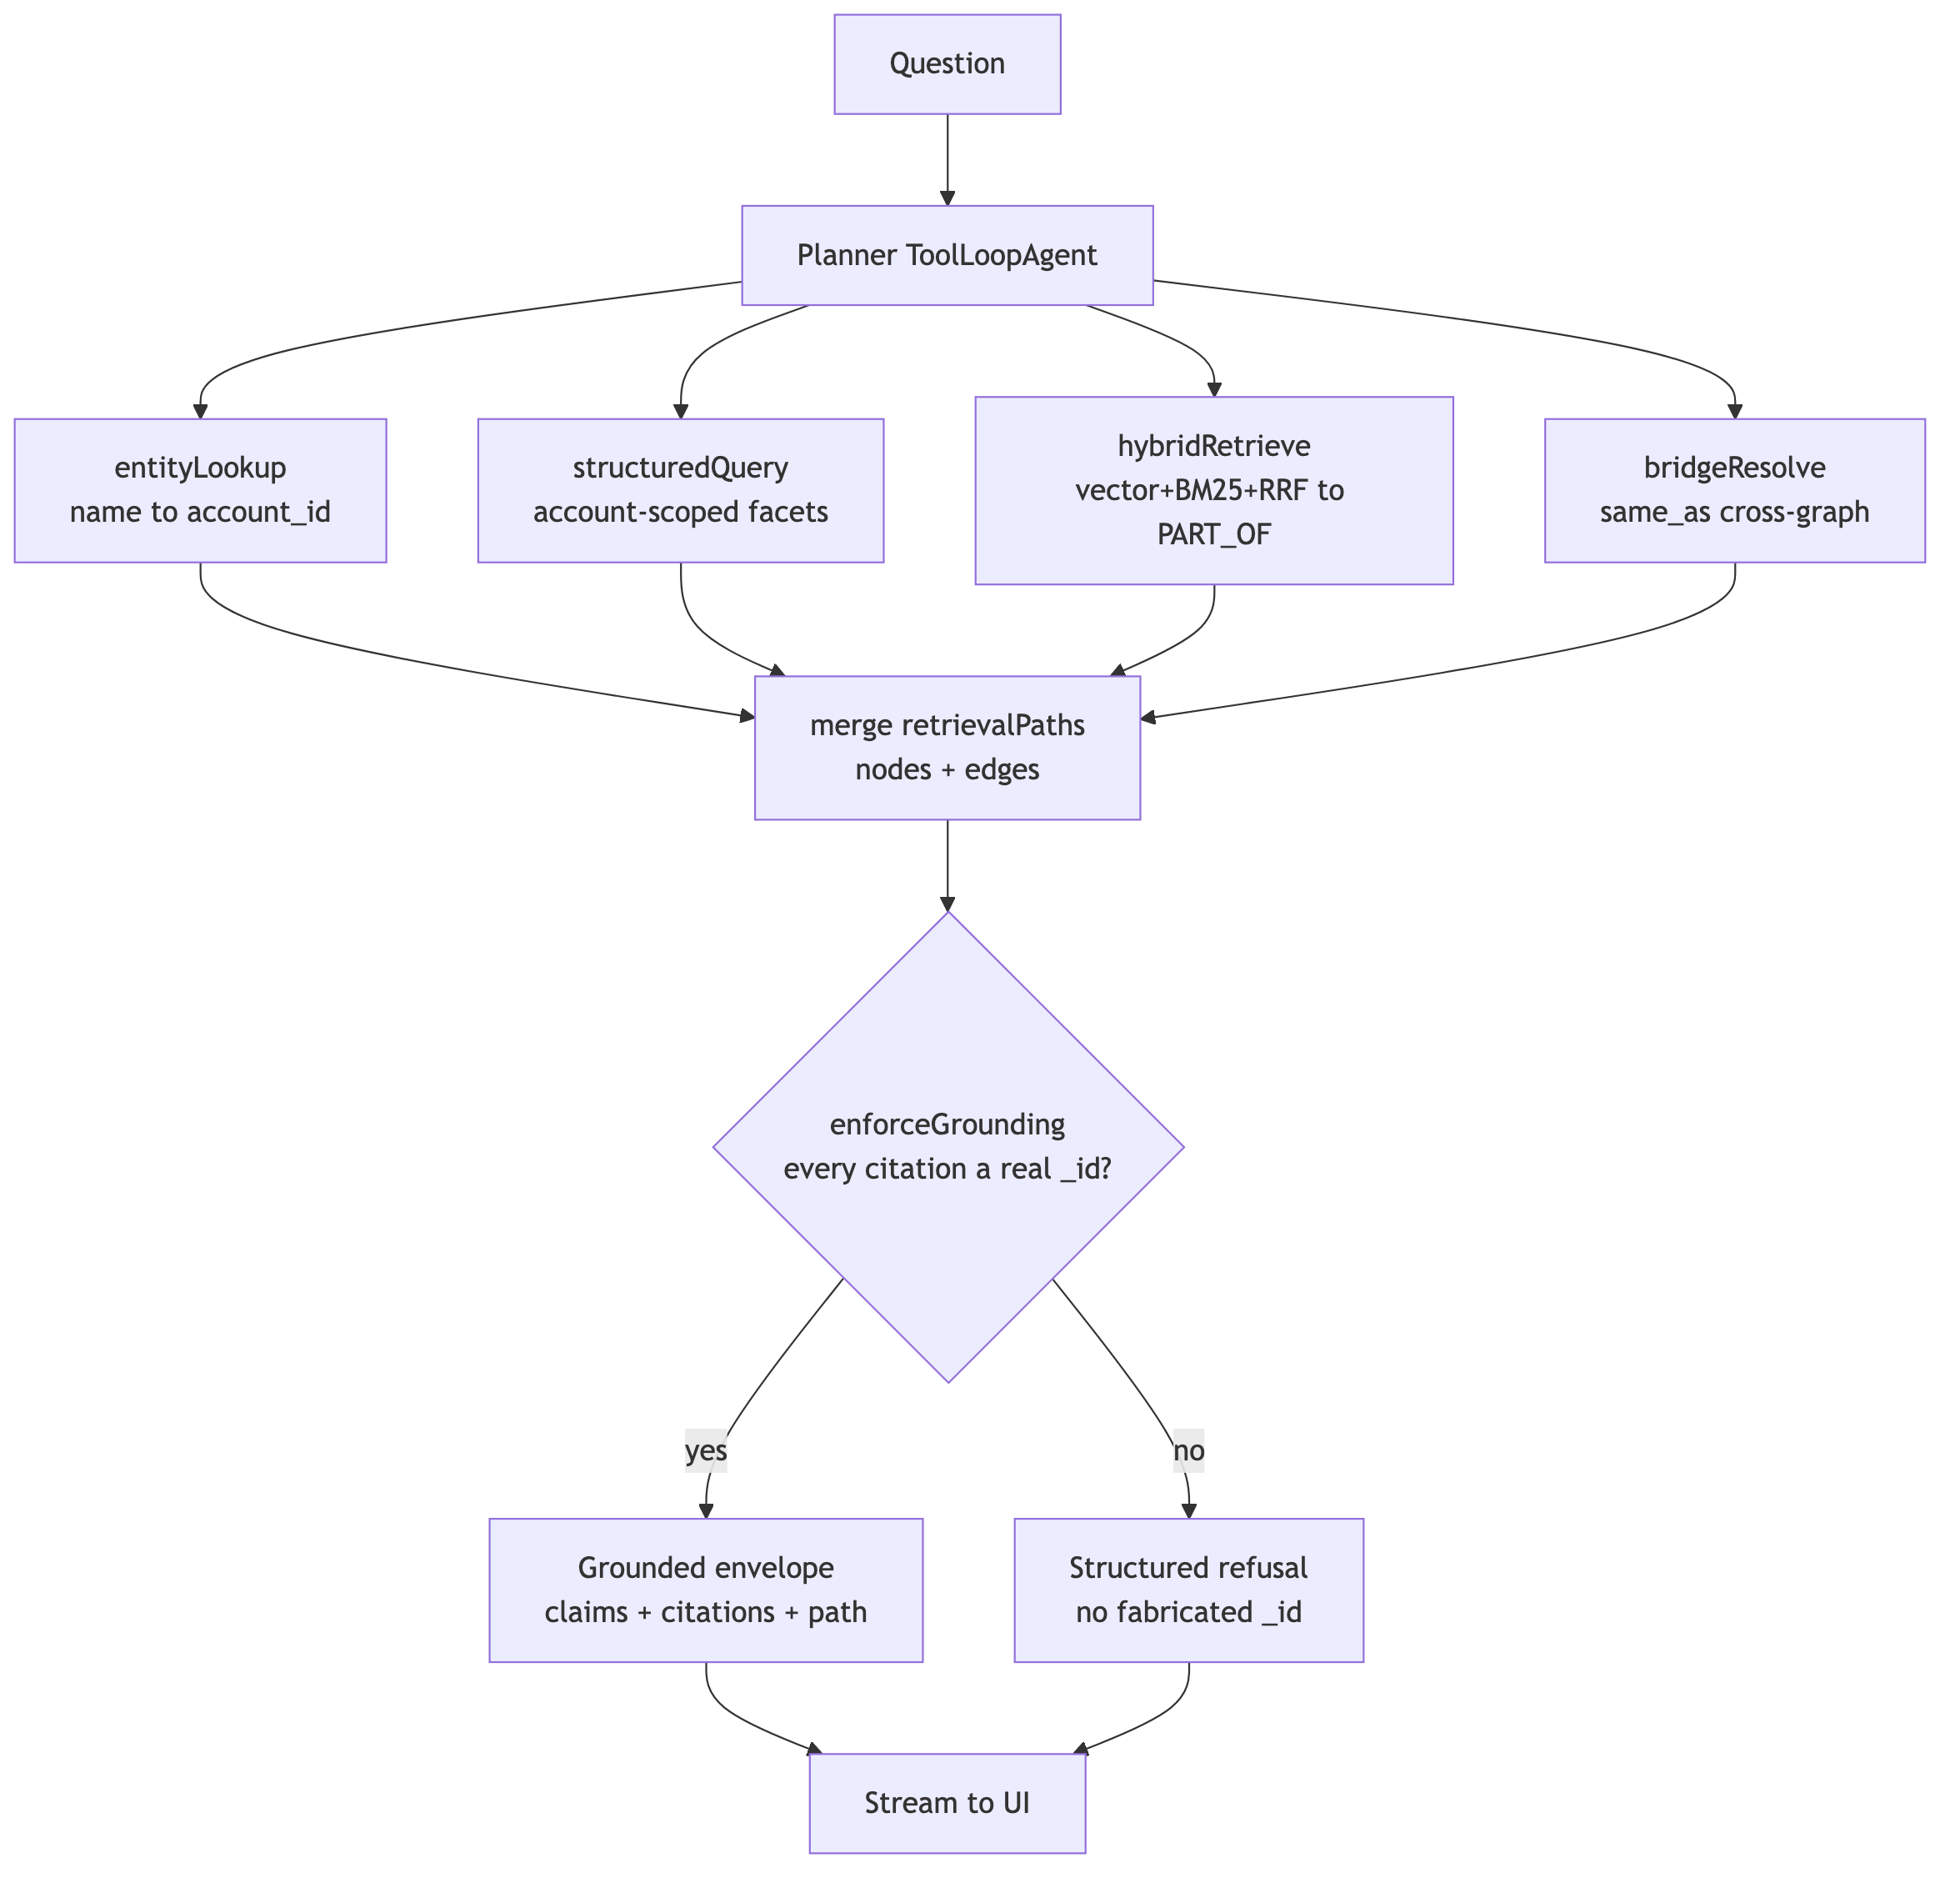 Question
Planner ToolLoopAgent
entityLookup
name to account_id
structuredQuery
account-scoped facets
hybridRetrieve
vector+BM25+RRF to
PART_OF
bridgeResolve
same_as cross-graph
merge retrievalPaths
nodes + edges
enforceGrounding
every citation a real _id?
yes
no
Grounded envelope
claims + citations + path
Structured refusal
no fabricated _id
Stream to UI